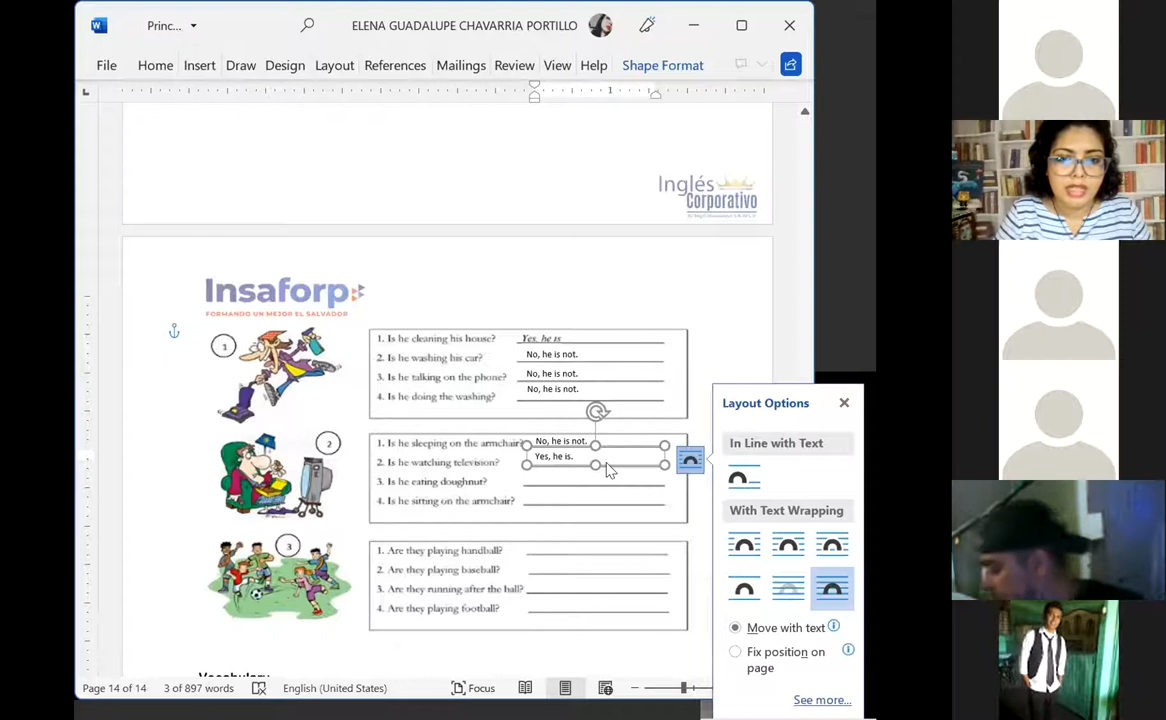 Princ...
ELENA GUADALUPE CHAVARRIA PORTILLO
File Home Insert Draw Design Layout References Mailings Review View Help Shape Format
1
Inglés
Corporativo
Insaforp
FORMANDO UN MEJOR EL SALVADOR
1
1. Is he cleaning his house? Yes, he is
2. Is he washing his car? No, he is not.
3. Is he talking on the phone? No, he is not.
4. Is he doing the washing? No, he is not.
2
1. Is he sleeping on the armchair? No, he is not.
2. Is he watching television? Yes, he is.
3. Is he eating doughnut?
4. Is he sitting on the armchair?
3
1. Are they playing handball?
2. Are they playing baseball?
3. Are they running after the ball?
4. Are they playing football?
Vocabulary
Layout Options
In Line with Text
With Text Wrapping
Move with text
Fix position on
page
See more...
Page 14 of 14 3 of 897 words English (United States) Focus